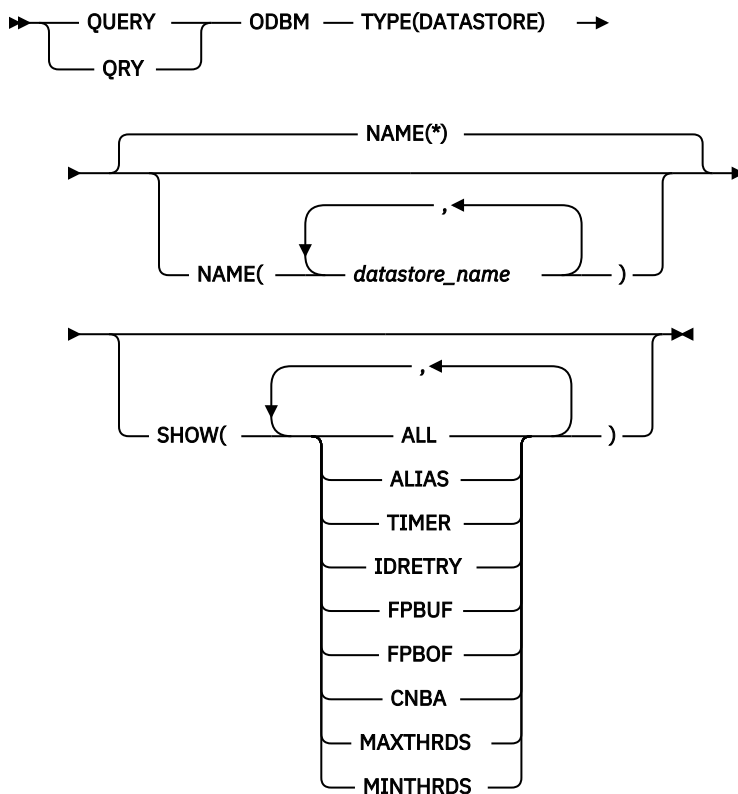 QUERY ODBM TYPE(DATASTORE)
QRY
NAME(*)
,
NAME( datastore_name )
,
SHOW( ALL )
ALIAS
TIMER
IDRETRY
FPBUF
FPBOF
CNBA
MAXTHRDS
MINTHRDS